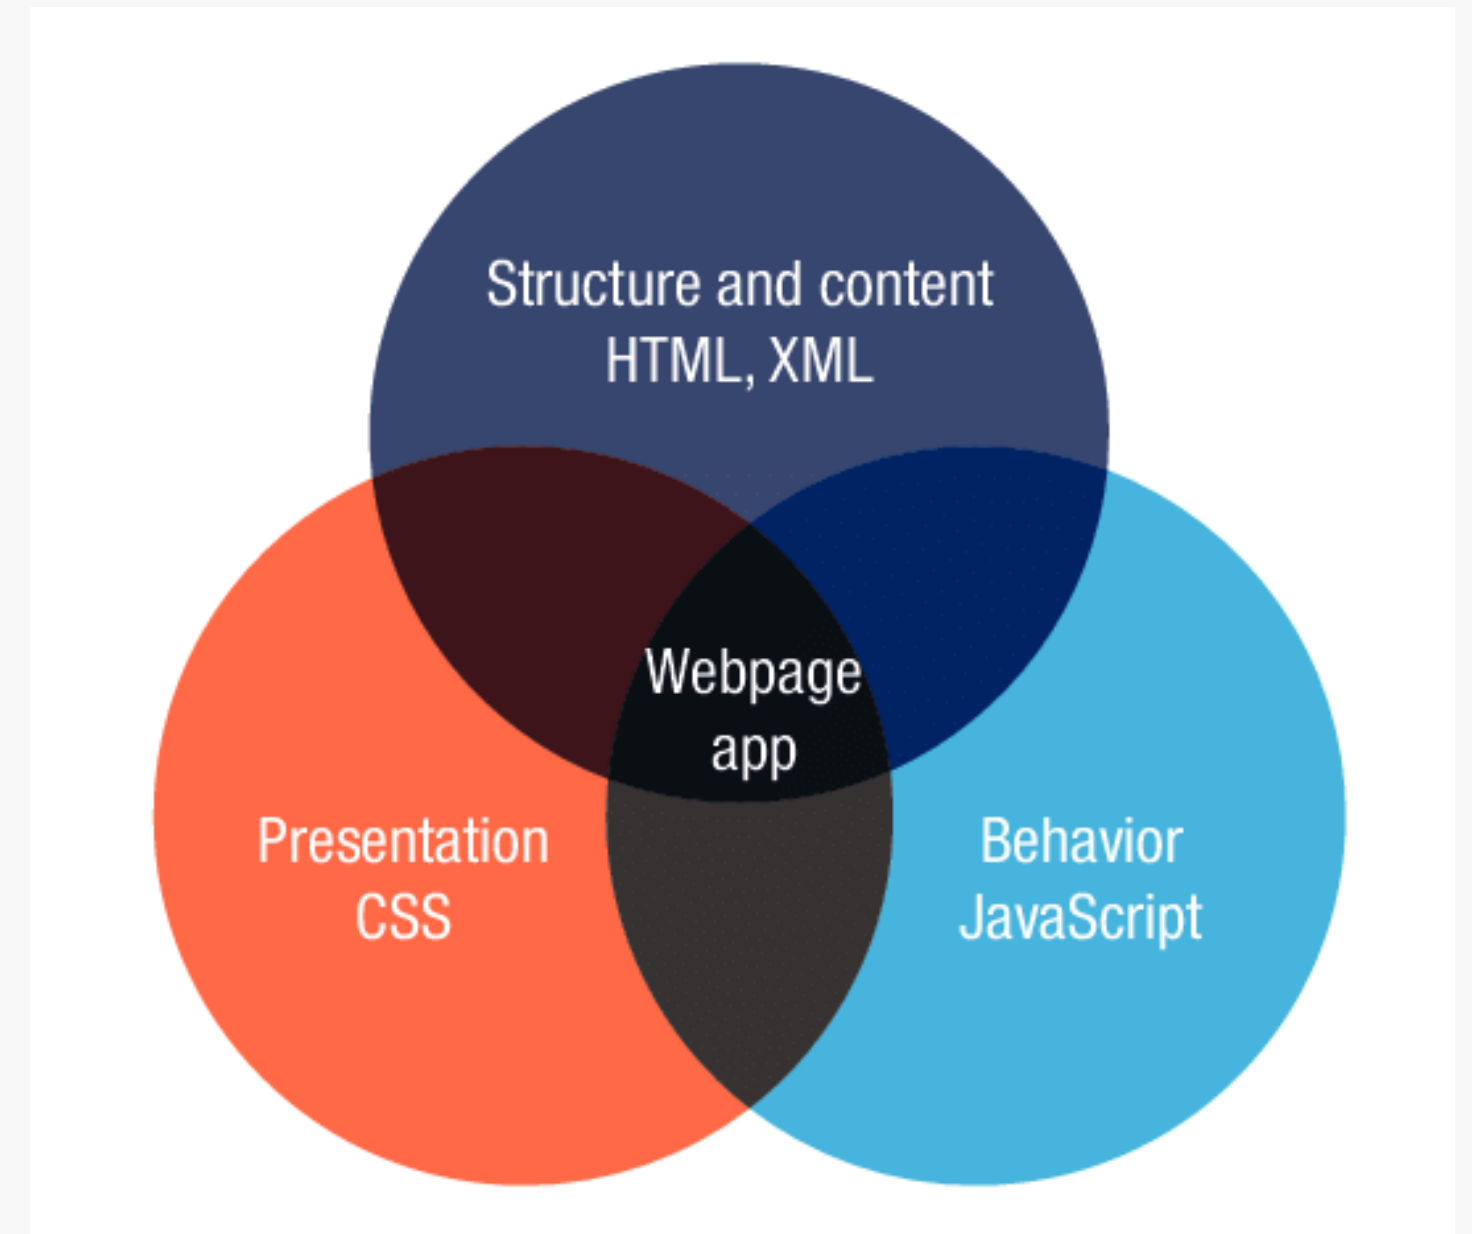 Structure and content
HTML, XML
Webpage
app
Presentation
CSS
Behavior
JavaScript